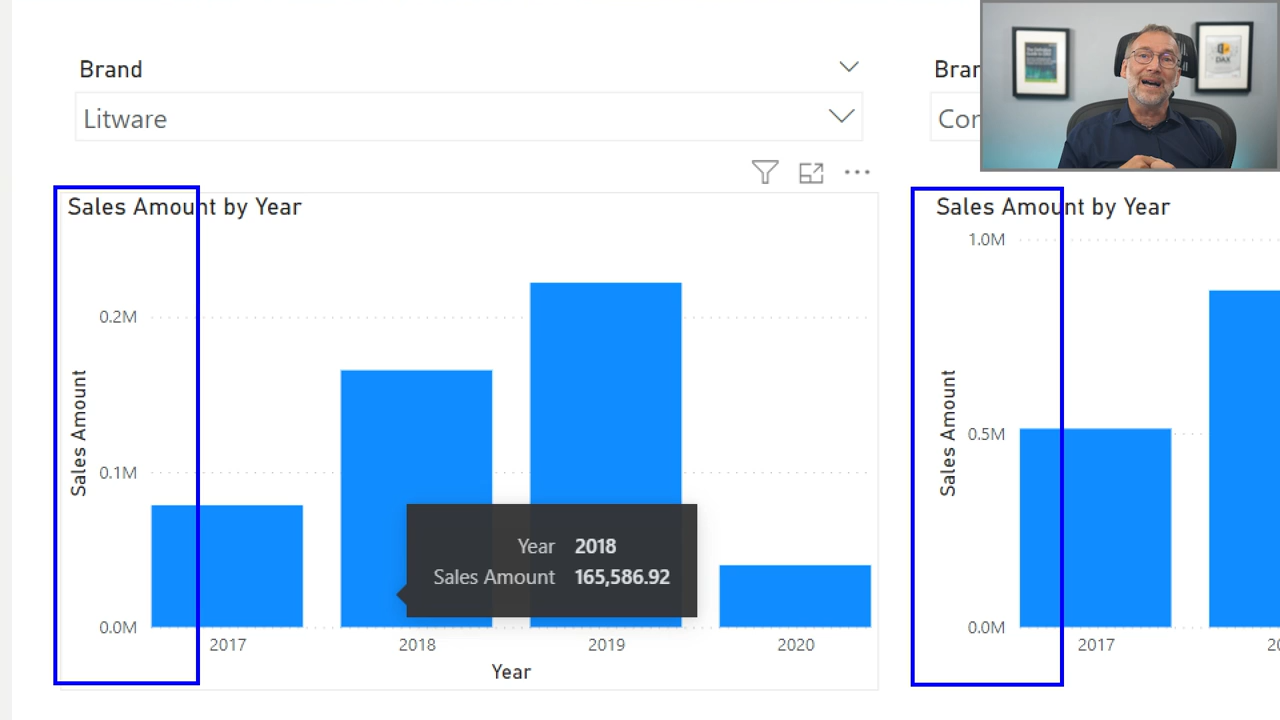 Brand
Litware
Sales Amount by Year
0.2M
0.1M
0.0M
Sales Amount
Year 2018
Sales Amount 165,586.92
2017 2018 2019 2020
Year
Sales Amount by Year
1.0M
0.5M
0.0M
Sales Amount
2017
DAX